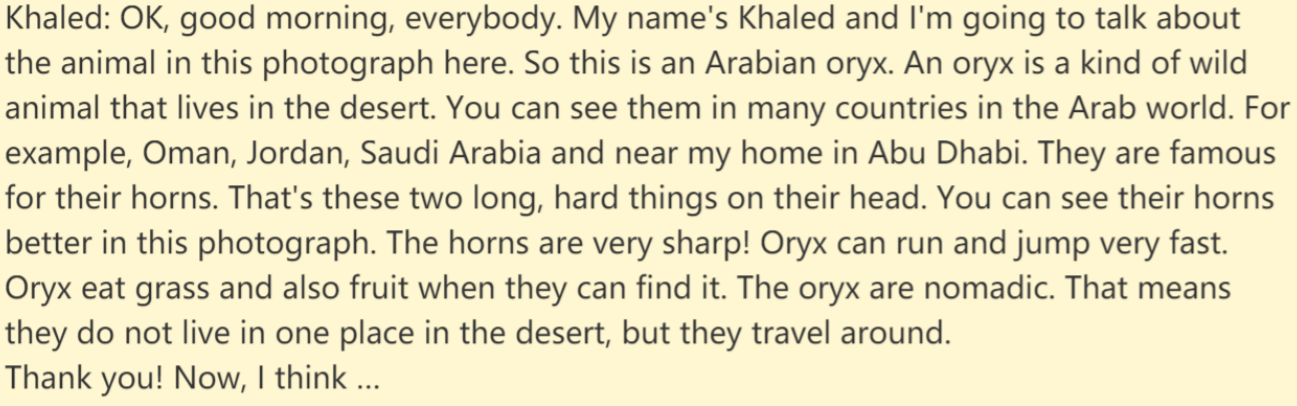 Khaled: OK, good morning, everybody. My name's Khaled and I'm going to talk about
the animal in this photograph here. So this is an Arabian oryx. An oryx is a kind of wild
animal that lives in the desert. You can see them in many countries in the Arab world. For
example, Oman, Jordan, Saudi Arabia and near my home in Abu Dhabi. They are famous
for their horns. That's these two long, hard things on their head. You can see their horns
better in this photograph. The horns are very sharp! Oryx can run and jump very fast.
Oryx eat grass and also fruit when they can find it. The oryx are nomadic. That means
they do not live in one place in the desert, but they travel around.
Thank you! Now, I think ...